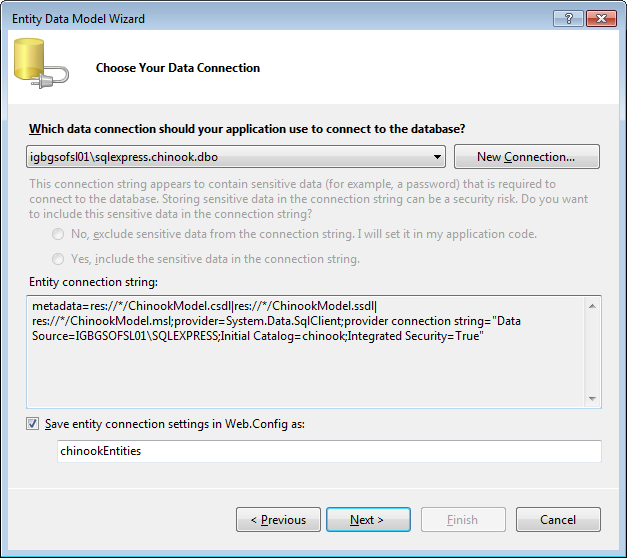 Entity Data Model Wizard
Choose Your Data Connection
Which data connection should your application use to connect to the database?
igbgsofsl01\sqlexpress.chinook.dbo
New Connection...
This connection string appears to contain sensitive data (for example, a password) that is required to
connect to the database. Storing sensitive data in the connection string can be a security risk. Do you want
to include this sensitive data in the connection string?
No, exclude sensitive data from the connection string. I will set it in my application code.
Yes, include the sensitive data in the connection string.
Entity connection string:
metadata=res://*/ChinookModel.csdl|res://*/ChinookModel.ssdl|
res://*/ChinookModel.msl;provider=System.Data.SqlClient;provider connection string="Data
Source=IGBGSOFSL01\SQLEXPRESS;Initial Catalog=chinook;Integrated Security=True"
Save entity connection settings in Web.Config as:
chinookEntities
< Previous
Next >
Finish
Cancel